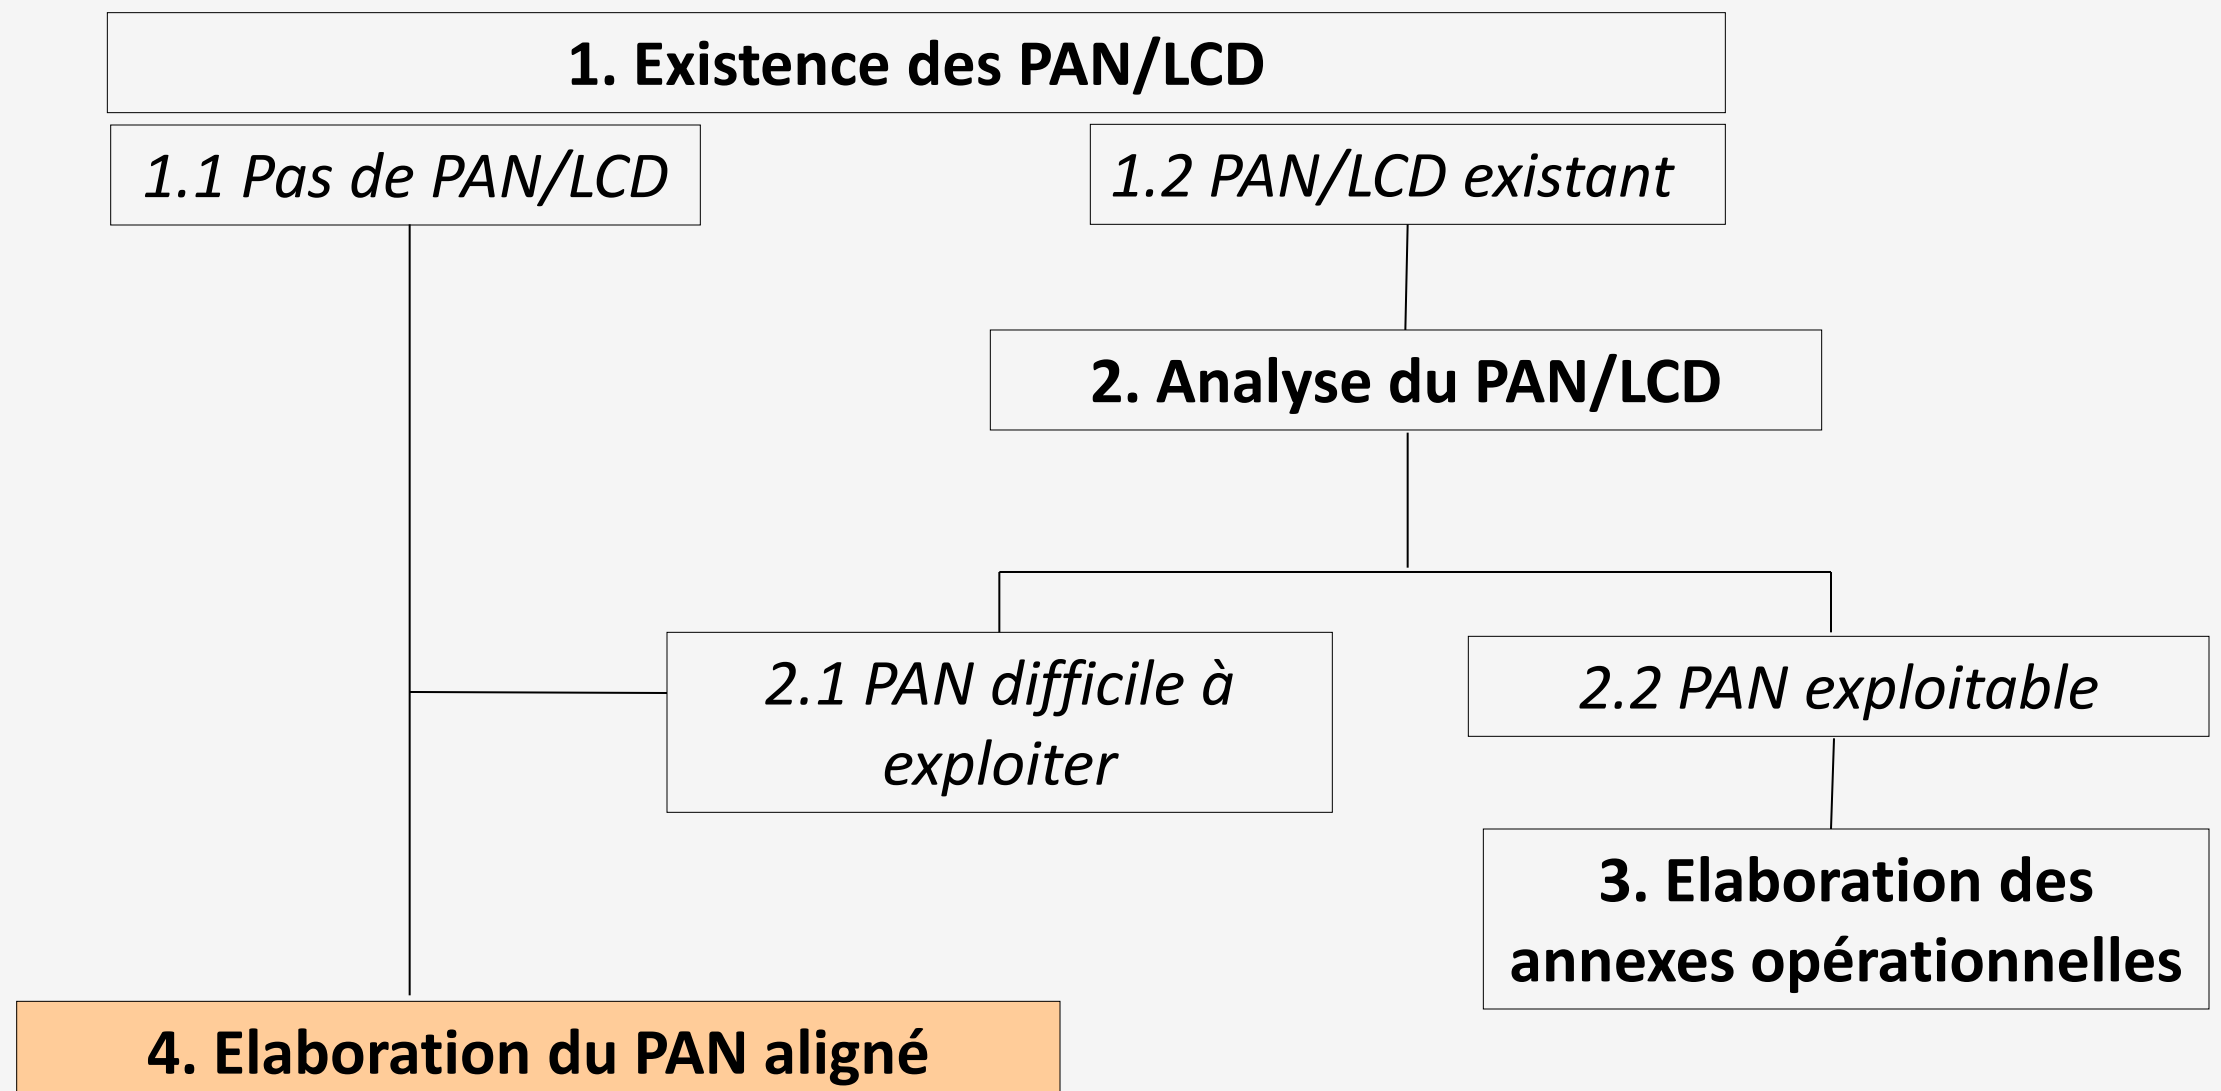 1. Existence des PAN/LCD
1.1 Pas de PAN/LCD
1.2 PAN/LCD existant
2. Analyse du PAN/LCD
2.1 PAN difficile à
exploiter
2.2 PAN exploitable
3. Elaboration des
annexes opérationnelles
4. Elaboration du PAN aligné